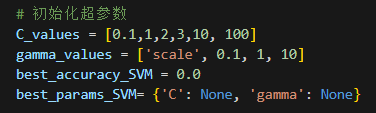 # 初始化超参数
C_values = [0.1,1,2,3,10, 100]
gamma_values = ['scale', 0.1, 1, 10]
best_accuracy_SVM = 0.0
best_params_SVM= {'C': None, 'gamma': None}